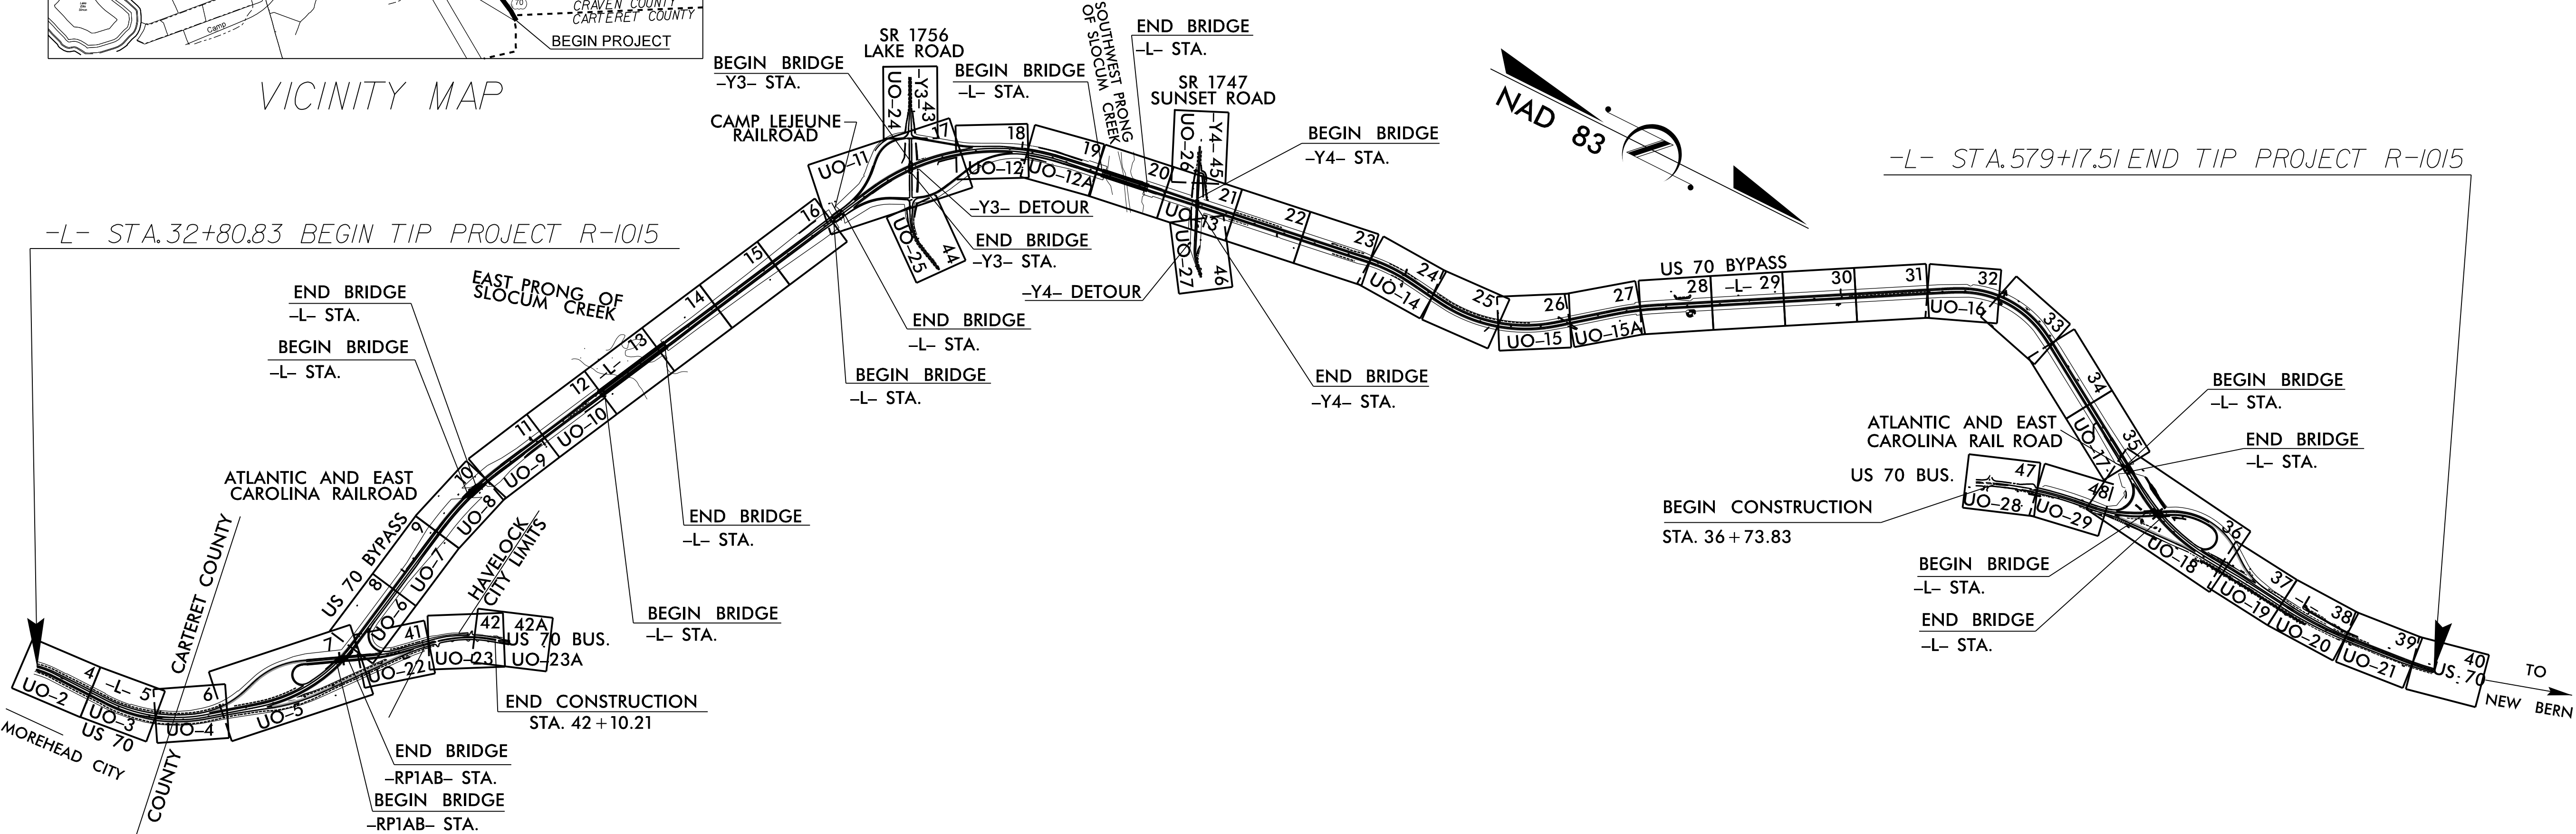 70
CRAVEN COUNTY
CARTERET COUNTY
Camp
BEGIN PROJECT
VICINITY MAP
-L- STA.32+80.83 BEGIN TIP PROJECT R-1015
-L- STA.579+17.51 END TIP PROJECT R-1015
NAD 83
SR 1756
LAKE ROAD
BEGIN BRIDGE
-Y3- STA.
CAMP LEJEUNE
RAILROAD
BEGIN BRIDGE
-L- STA.
SOUTHWEST PRONG
OF SLOCUM CREEK
END BRIDGE
-L- STA.
SR 1747
SUNSET ROAD
BEGIN BRIDGE
-Y4- STA.
-Y3- 43
UO-24
17
UO-11
18
UO-12
19
UO-12A
20
-Y4- 45
UO-26
21
UO-13
22
23
24
UO-14
25
26
UO-15
27
UO-15A
US 70 BYPASS
28
-L- 29
30
31
32
UO-16
33
34
35
UO-17
-Y3- DETOUR
END BRIDGE
-Y3- STA.
44
UO-25
-Y4- DETOUR
UO-27
46
END BRIDGE
-L- STA.
BEGIN BRIDGE
-L- STA.
END BRIDGE
-Y4- STA.
16
15
14
13
-L-
12
11
10
9
8
7
EAST PRONG OF
SLOCUM CREEK
END BRIDGE
-L- STA.
BEGIN BRIDGE
-L- STA.
UO-10
UO-9
UO-8
UO-7
UO-6
ATLANTIC AND EAST
CAROLINA RAILROAD
US 70 BYPASS
END BRIDGE
-L- STA.
BEGIN BRIDGE
-L- STA.
HAVELOCK
CITY LIMITS
CARTERET COUNTY
COUNTY
4
-L- 5
6
UO-2
UO-3
UO-4
UO-5
US 70
MOREHEAD CITY
41
UO-22
42
UO-23
42A
US 70 BUS.
UO-23A
END CONSTRUCTION
STA. 42+10.21
END BRIDGE
-RP1AB- STA.
BEGIN BRIDGE
-RP1AB- STA.
BEGIN BRIDGE
-L- STA.
END BRIDGE
-L- STA.
ATLANTIC AND EAST
CAROLINA RAIL ROAD
US 70 BUS.
47
UO-28
48
UO-29
BEGIN CONSTRUCTION
STA. 36+73.83
BEGIN BRIDGE
-L- STA.
END BRIDGE
-L- STA.
36
UO-18
37
UO-19
-L- 38
UO-20
39
UO-21
40
US 70
TO
NEW BERN